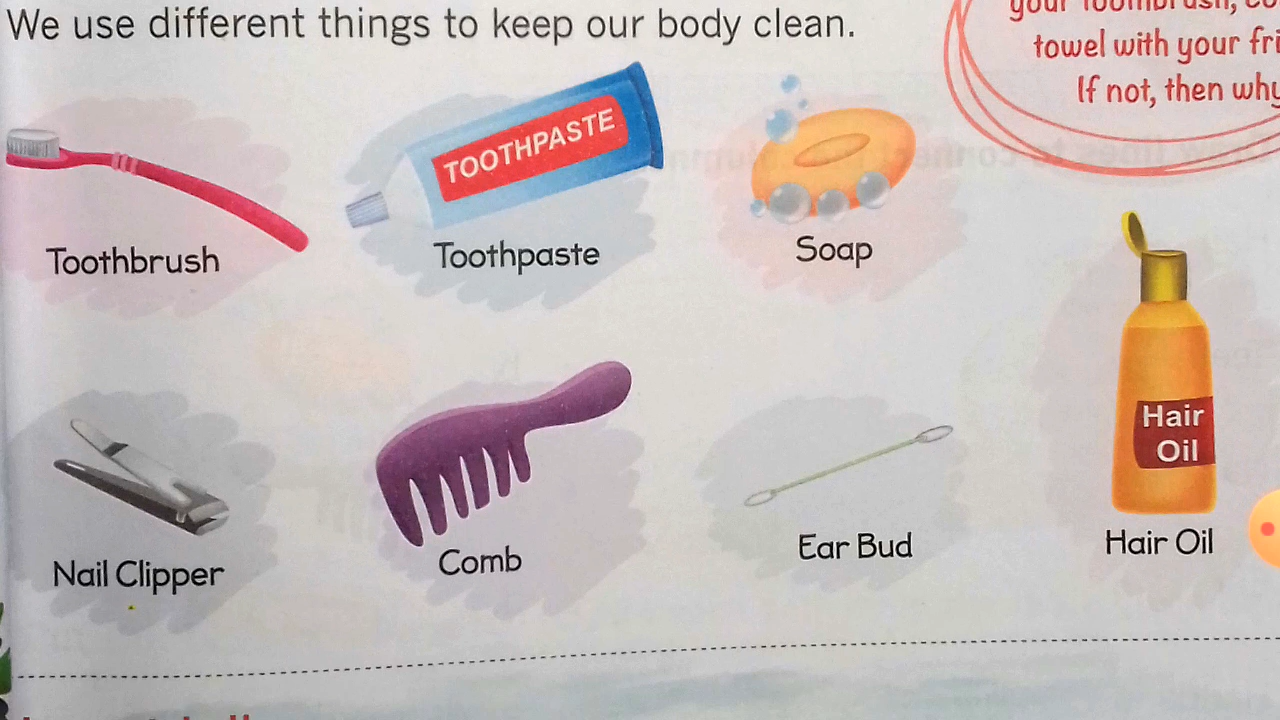 We use different things to keep our body clean.
towel with your
If not, then why
TOOTHPASTE
Toothbrush
Toothpaste
Soap
Hair
Oil
Nail Clipper
Comb
Ear Bud
Hair Oil